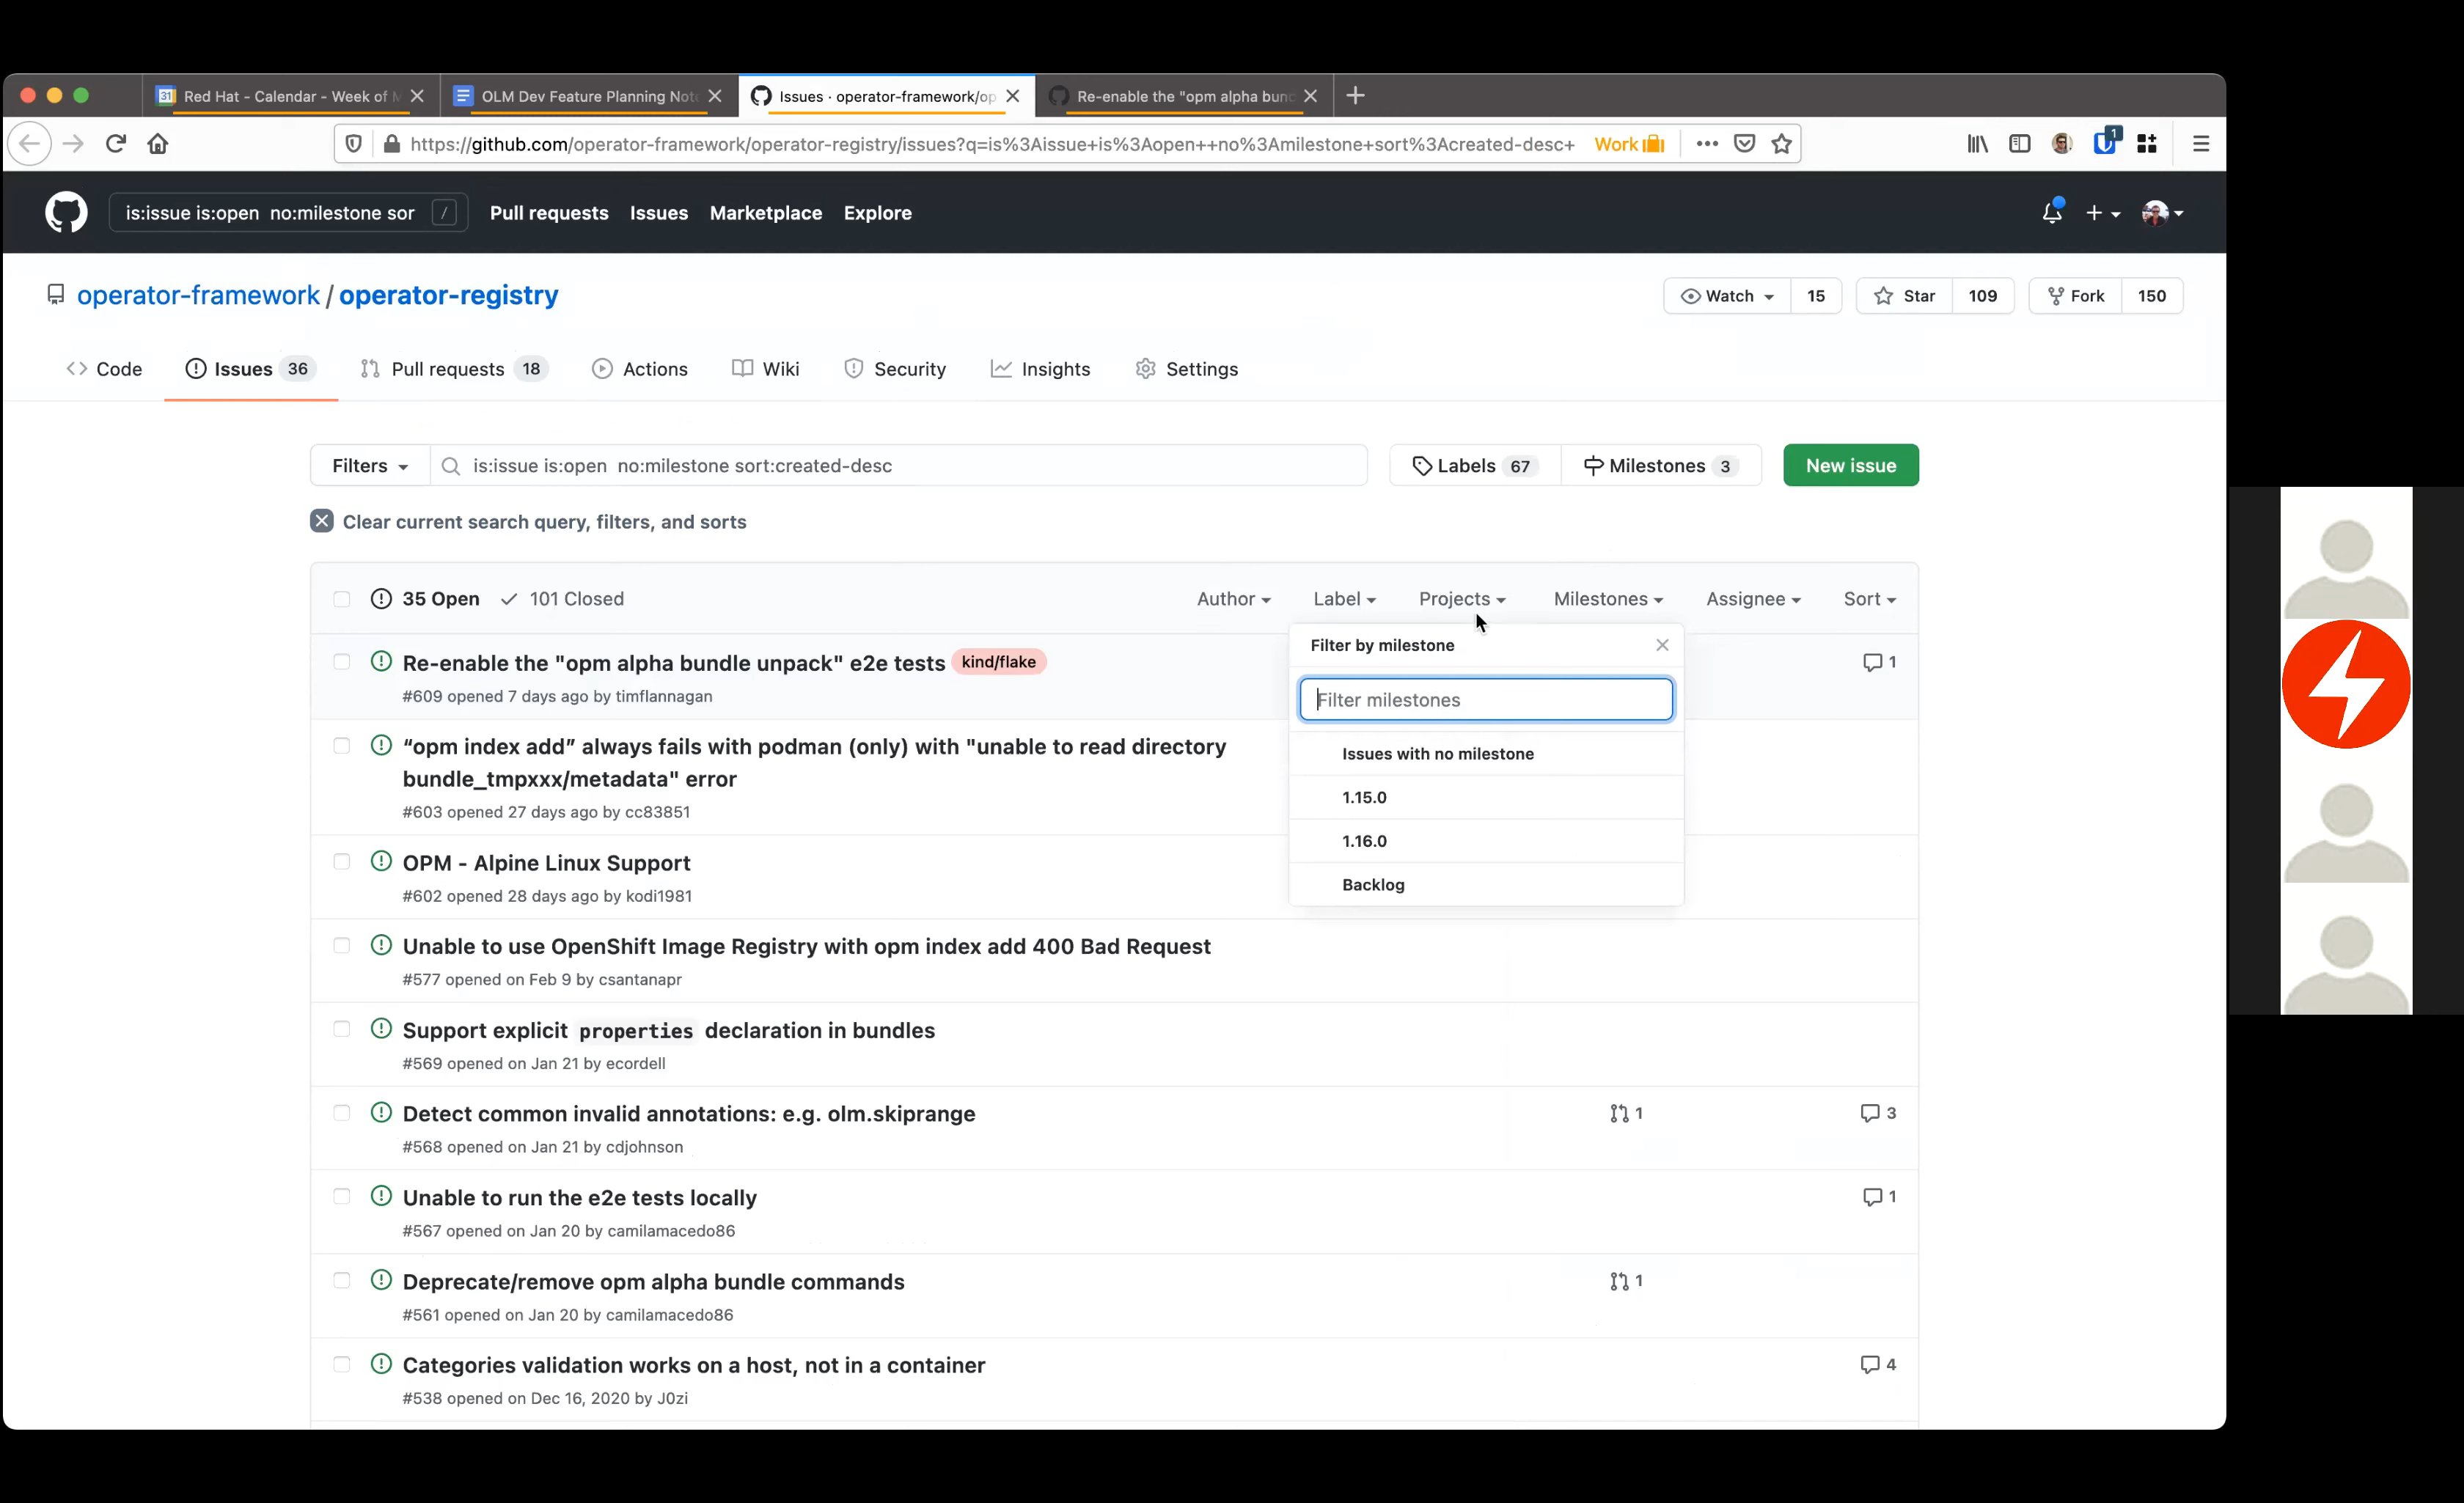 31 Red Hat - Calendar - Week of M
OLM Dev Feature Planning Not
Issues · operator-framework/op
Re-enable the "opm alpha bun
https://github.com/operator-framework/operator-registry/issues?q=is%3Aissue+is%3Aopen++no%3Amilestone+sort%3Acreated-desc+ Work 1
is:issue is:open no:milestone sor / Pull requests Issues Marketplace Explore
operator-framework / operator-registry
Watch 15 Star 109 Fork 150
Code Issues 36 Pull requests 18 Actions Wiki Security Insights Settings
Filters is:issue is:open no:milestone sort:created-desc Labels 67 Milestones 3 New issue
Clear current search query, filters, and sorts
35 Open 101 Closed Author Label Projects Milestones Assignee Sort
Filter by milestone
Filter milestones
Issues with no milestone
1.15.0
1.16.0
Backlog
Re-enable the "opm alpha bundle unpack" e2e tests kind/flake 1
#609 opened 7 days ago by timflannagan
“opm index add” always fails with podman (only) with "unable to read directory
bundle_tmpxxx/metadata" error
#603 opened 27 days ago by cc83851
OPM - Alpine Linux Support
#602 opened 28 days ago by kodi1981
Unable to use OpenShift Image Registry with opm index add 400 Bad Request
#577 opened on Feb 9 by csantanapr
Support explicit properties declaration in bundles
#569 opened on Jan 21 by ecordell
Detect common invalid annotations: e.g. olm.skiprange 1 3
#568 opened on Jan 21 by cdjohnson
Unable to run the e2e tests locally 1
#567 opened on Jan 20 by camilamacedo86
Deprecate/remove opm alpha bundle commands 1
#561 opened on Jan 20 by camilamacedo86
Categories validation works on a host, not in a container 4
#538 opened on Dec 16, 2020 by J0zi